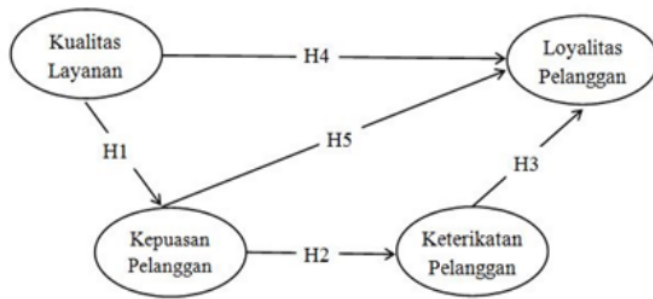 Kualitas
Layanan
H4
Loyalitas
Pelanggan
H1
H5
H3
Kepuasan
Pelanggan
H2
Keterikatan
Pelanggan